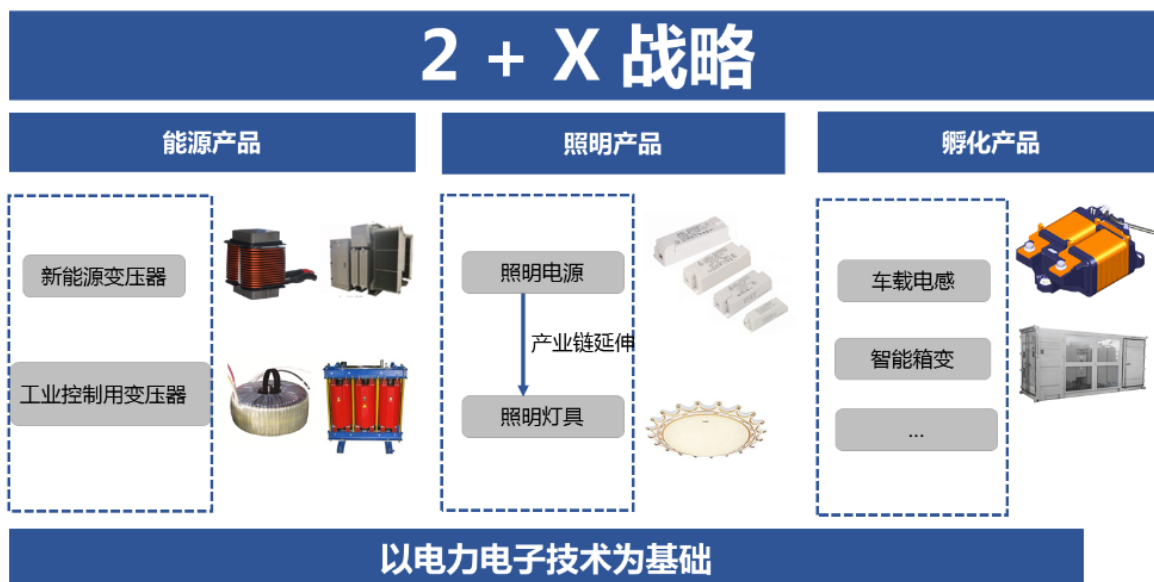 2 + X 战略
能源产品
照明产品
孵化产品
新能源变压器
工业控制用变压器
照明电源
产业链延伸
照明灯具
车载电感
智能箱变
...
以电力电子技术为基础